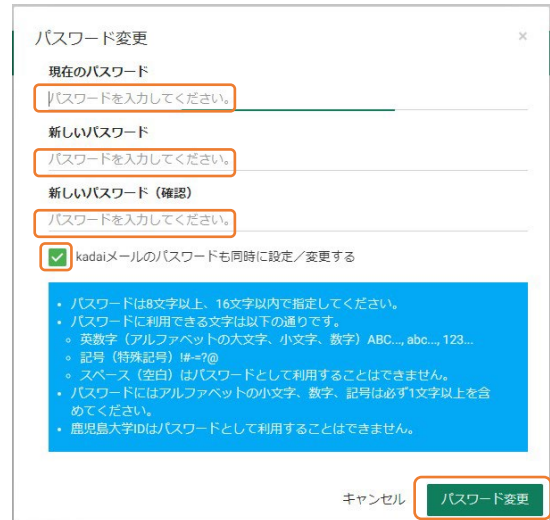 パスワード変更 ×
現在のパスワード
パスワードを入力してください。
新しいパスワード
パスワードを入力してください。
新しいパスワード（確認）
パスワードを入力してください。
kadaiメールのパスワードも同時に設定／変更する
• パスワードは8文字以上、16文字以内で指定してください。
• パスワードに利用できる文字は以下の通りです。
○ 英数字（アルファベットの大文字、小文字、数字）ABC..., abc..., 123...
○ 記号（特殊記号）!#-=?@
○ スペース（空白）はパスワードとして利用することはできません。
• パスワードにはアルファベットの小文字、数字、記号は必ず1文字以上を含
めてください。
• 鹿児島大学IDはパスワードとして利用することはできません。
キャンセル パスワード変更